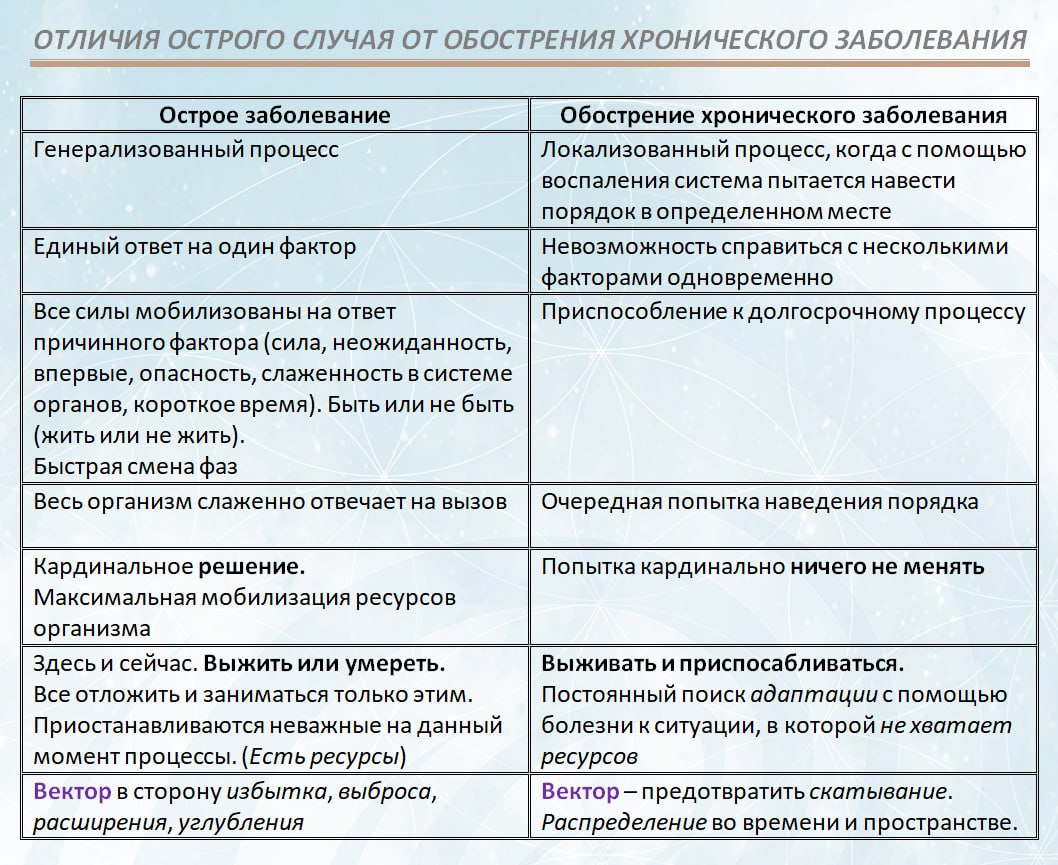 ОТЛИЧИЯ ОСТРОГО СЛУЧАЯ ОТ ОБОСТРЕНИЯ ХРОНИЧЕСКОГО ЗАБОЛЕВАНИЯ
Острое заболевание
Обострение хронического заболевания
Генерализованный процесс
Локализованный процесс, когда с помощью
воспаления система пытается навести
порядок в определенном месте
Единый ответ на один фактор
Невозможность справиться с несколькими
факторами одновременно
Все силы мобилизованы на ответ
причинного фактора (сила, неожиданность,
впервые, опасность, слаженность в системе
органов, короткое время). Быть или не быть
(жить или не жить).
Быстрая смена фаз
Приспособление к долгосрочному процессу
Весь организм слаженно отвечает на вызов
Очередная попытка наведения порядка
Кардинальное решение.
Максимальная мобилизация ресурсов
организма
Попытка кардинально ничего не менять
Здесь и сейчас. Выжить или умереть.
Все отложить и заниматься только этим.
Приостанавливаются неважные на данный
момент процессы. (Есть ресурсы)
Выживать и приспосабливаться.
Постоянный поиск адаптации с помощью
болезни к ситуации, в которой не хватает
ресурсов
Вектор в сторону избытка, выброса,
расширения, углубления
Вектор – предотвратить скатывание.
Распределение во времени и пространстве.